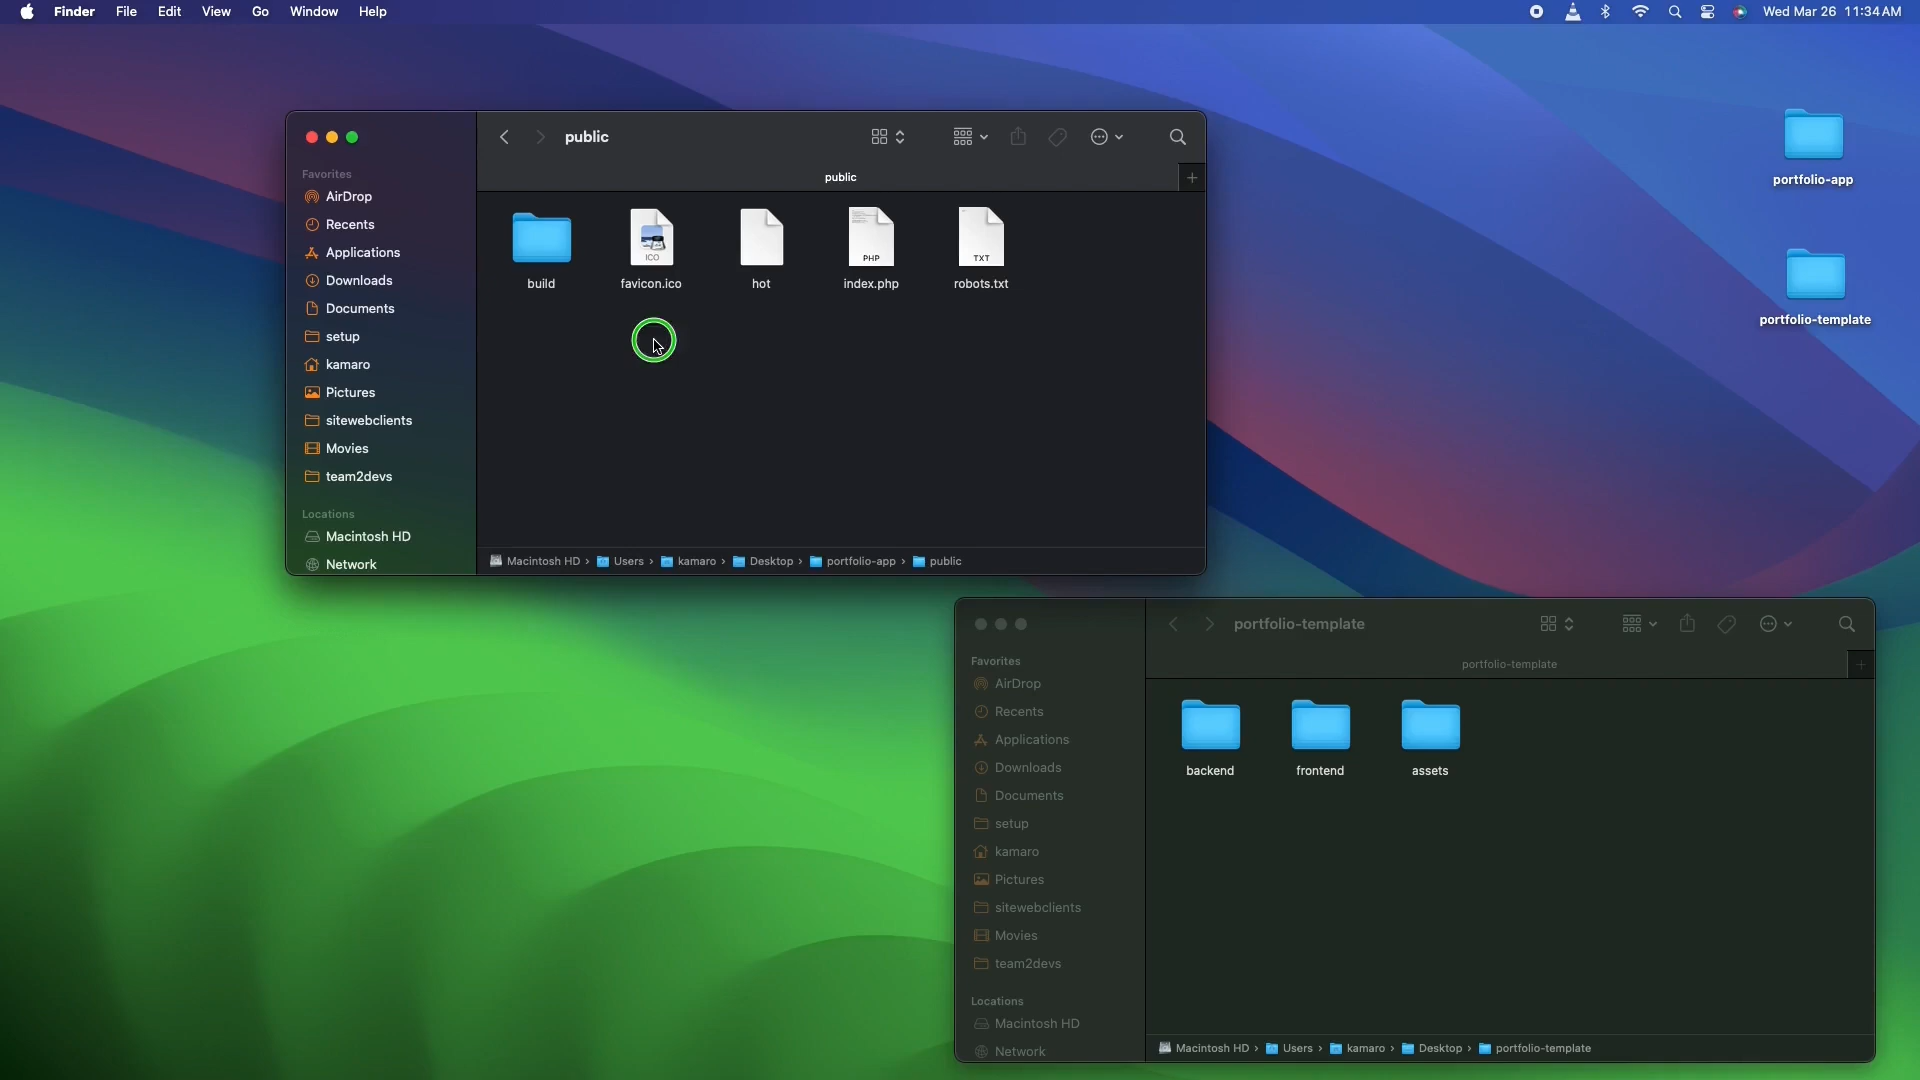 Finder File Edit View Go Window Help Wed Mar 26 11:34 AM
portfolio-app
portfolio-template
public
public
Favorites
AirDrop
Recents
Applications
Downloads
Documents
setup
kamaro
Pictures
sitewebclients
Movies
team2devs
Locations
Macintosh HD
Network
build
ICO
favicon.ico
hot
PHP
index.php
TXT
robots.txt
Macintosh HD › Users › kamaro › Desktop › portfolio-app › public
portfolio-template
portfolio-template
Favorites
AirDrop
Recents
Applications
Downloads
Documents
setup
kamaro
Pictures
sitewebclients
Movies
team2devs
Locations
Macintosh HD
Network
backend
frontend
assets
Macintosh HD › Users › kamaro › Desktop › portfolio-template